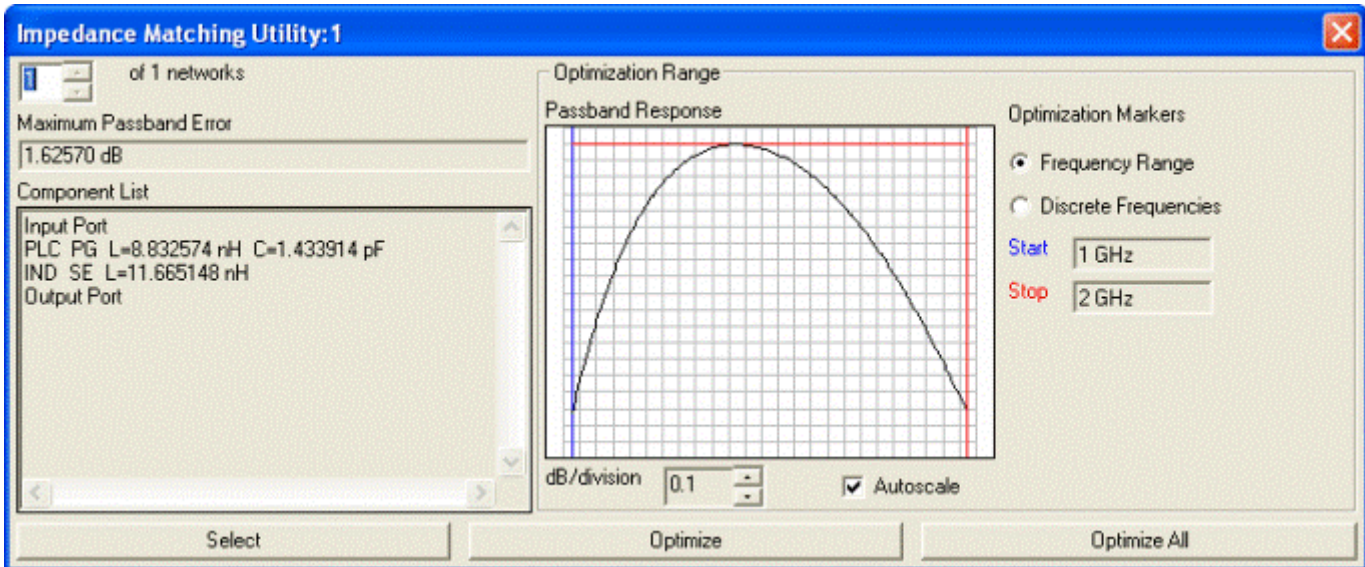 Impedance Matching Utility:1
1 of 1 networks
Maximum Passband Error
1.62570 dB
Component List
Input Port
PLC PG L=8.832574 nH C=1.433914 pF
IND SE L=11.665148 nH
Output Port
Optimization Range
Passband Response
dB/division 0.1
Autoscale
Optimization Markers
Frequency Range
Discrete Frequencies
Start 1 GHz
Stop 2 GHz
Select
Optimize
Optimize All